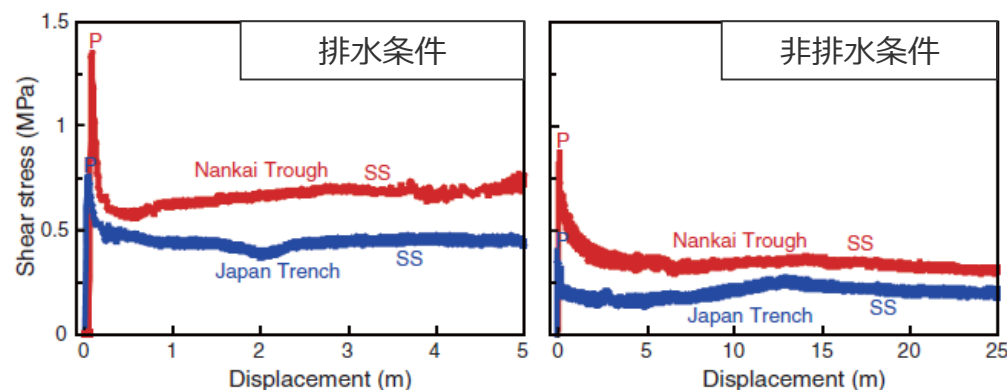 排水条件
非排水条件
Shear stress (MPa)
1.5
1
0.5
0
P
P
Nankai Trough
SS
Japan Trench
SS
0
1
2
3
4
5
Displacement (m)
P
P
Nankai Trough
SS
Japan Trench
SS
0
5
10
15
20
25
Displacement (m)